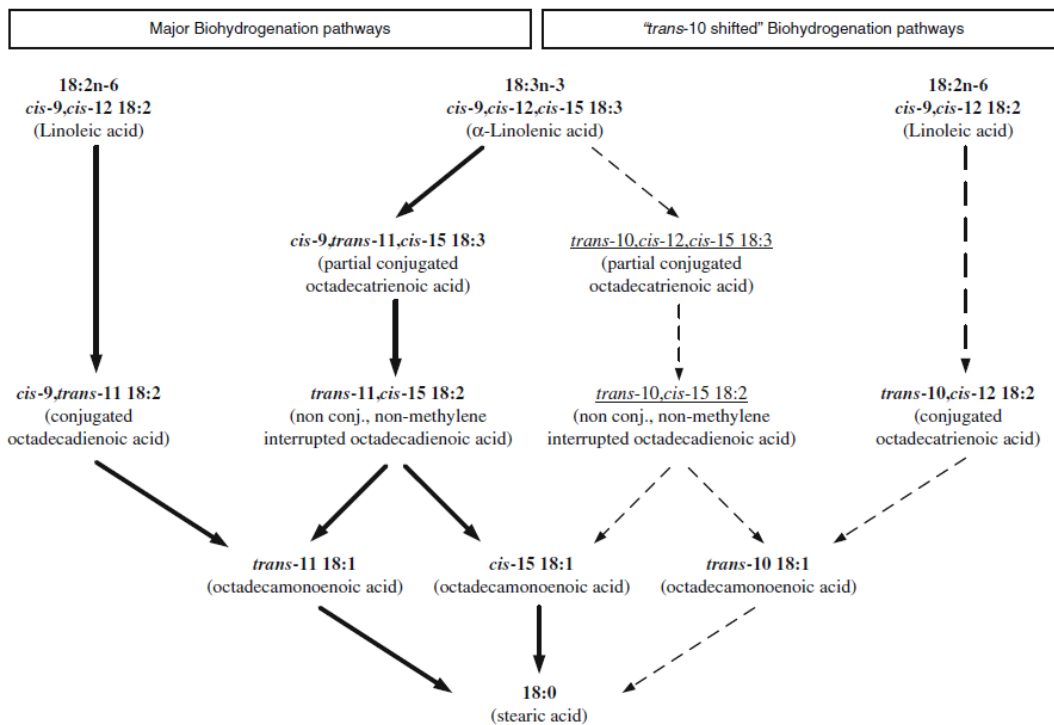 Major Biohydrogenation pathways
“trans-10 shifted” Biohydrogenation pathways
18:2n-6
cis-9,cis-12 18:2
(Linoleic acid)
18:3n-3
cis-9,cis-12,cis-15 18:3
(α-Linolenic acid)
18:2n-6
cis-9,cis-12 18:2
(Linoleic acid)
cis-9,trans-11,cis-15 18:3
(partial conjugated
octadecatrienoic acid)
trans-10,cis-12,cis-15 18:3
(partial conjugated
octadecatrienoic acid)
cis-9,trans-11 18:2
(conjugated
octadecadienoic acid)
trans-11,cis-15 18:2
(non conj., non-methylene
interrupted octadecadienoic acid)
trans-10,cis-15 18:2
(non conj., non-methylene
interrupted octadecadienoic acid)
trans-10,cis-12 18:2
(conjugated
octadecatrienoic acid)
trans-11 18:1
(octadecamonoenoic acid)
cis-15 18:1
(octadecamonoenoic acid)
trans-10 18:1
(octadecamonoenoic acid)
18:0
(stearic acid)